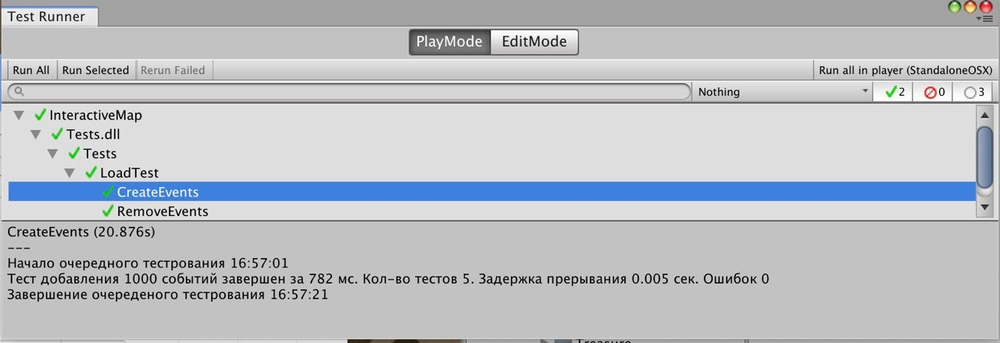 Test Runner
PlayMode EditMode
Run All Run Selected Rerun Failed Run all in player (StandaloneOSX)
Nothing 2 0 3
InteractiveMap
Tests.dll
Tests
LoadTest
CreateEvents
RemoveEvents
CreateEvents (20.876s)
---
Начало очередного тестрования 16:57:01
Тест добавления 1000 событий завершен за 782 мс. Кол-во тестов 5. Задержка прерывания 0.005 сек. Ошибок 0
Завершение очереденого тестрования 16:57:21
Treasure